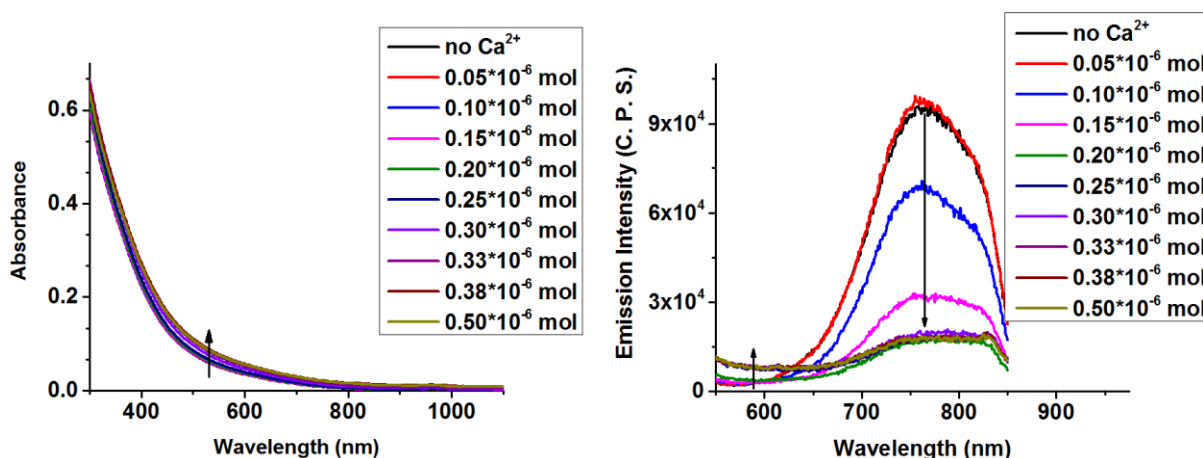 Absorbance
0.6
0.4
0.2
0.0
400
600
800
1000
Wavelength (nm)
no Ca²⁺
0.05*10⁻⁶ mol
0.10*10⁻⁶ mol
0.15*10⁻⁶ mol
0.20*10⁻⁶ mol
0.25*10⁻⁶ mol
0.30*10⁻⁶ mol
0.33*10⁻⁶ mol
0.38*10⁻⁶ mol
0.50*10⁻⁶ mol
Emission Intensity (C. P. S.)
9x10⁴
6x10⁴
3x10⁴
0
600
700
800
900
Wavelength (nm)
no Ca²⁺
0.05*10⁻⁶ mol
0.10*10⁻⁶ mol
0.15*10⁻⁶ mol
0.20*10⁻⁶ mol
0.25*10⁻⁶ mol
0.30*10⁻⁶ mol
0.33*10⁻⁶ mol
0.38*10⁻⁶ mol
0.50*10⁻⁶ mol